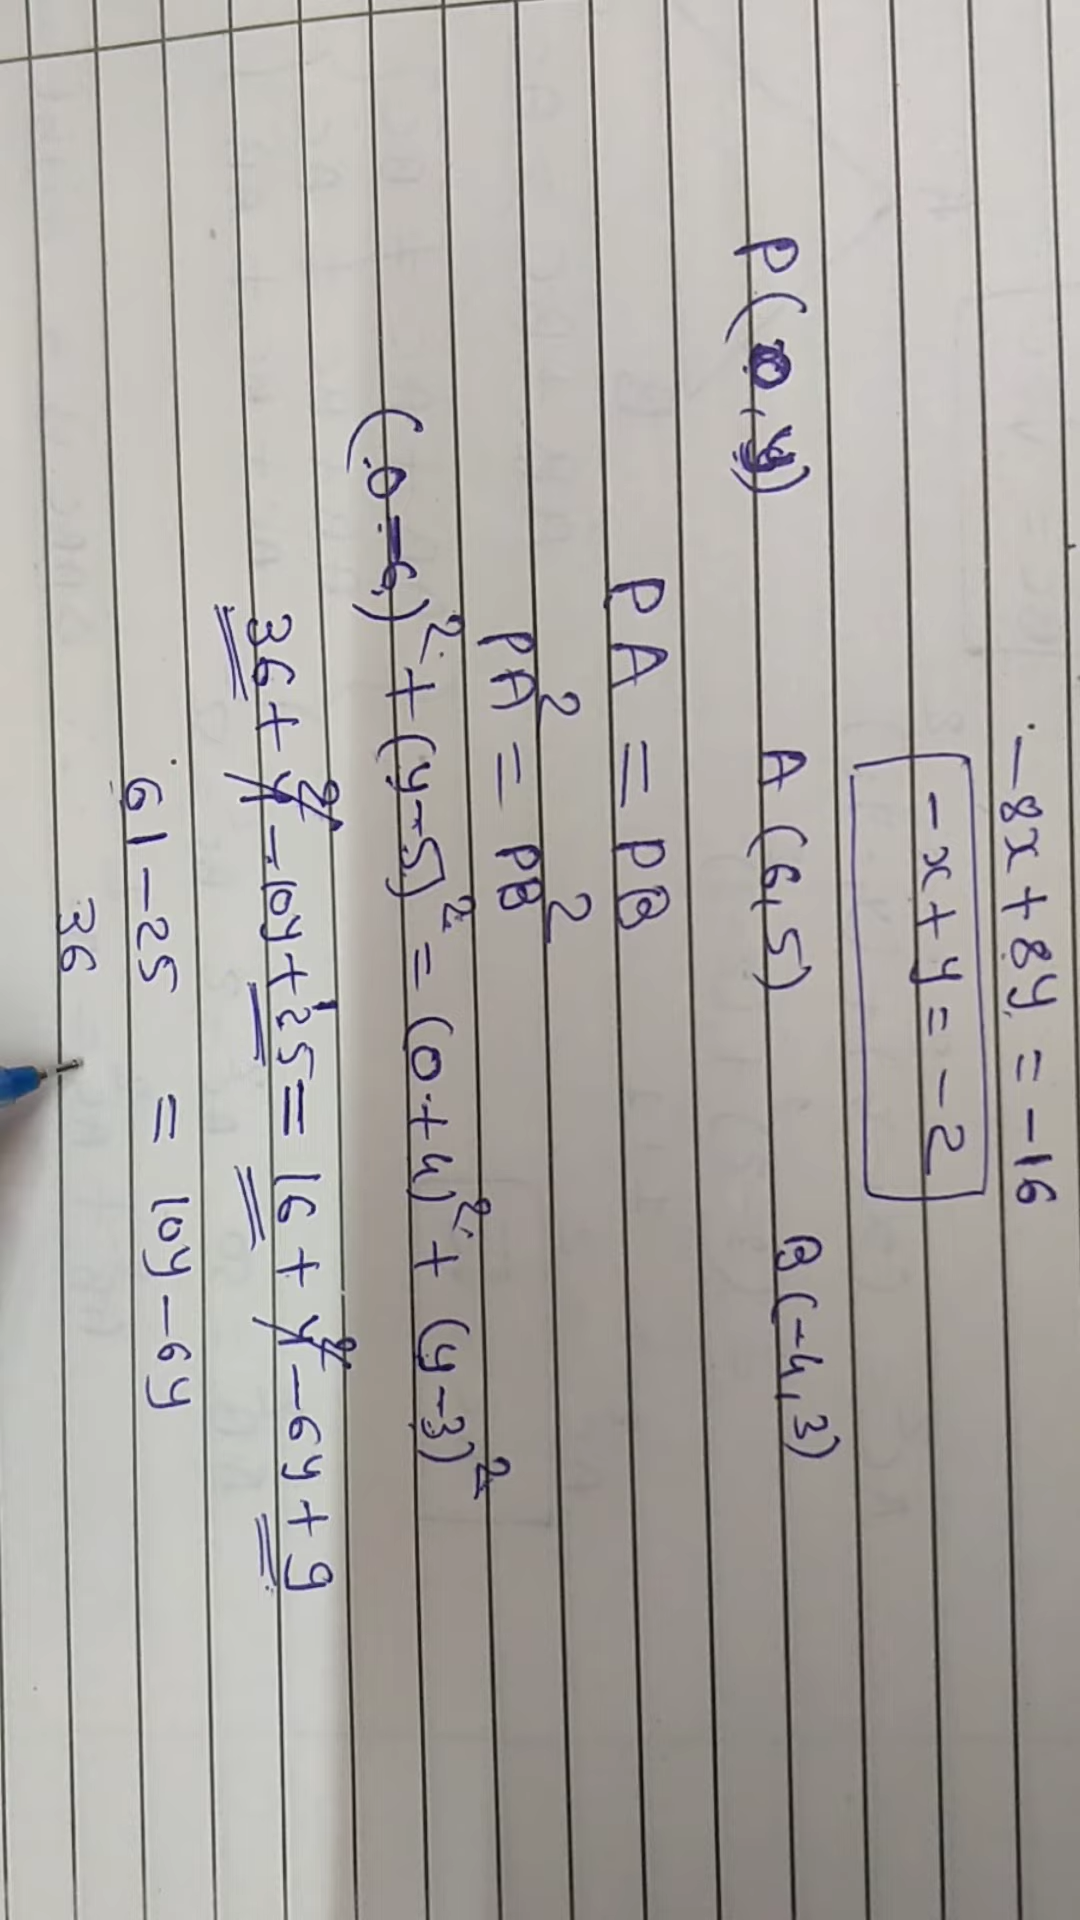 -8x + 8y = -16
-x + y = -2
P(0, y) A (6, 5) B (-4, 3)
PA = PB
PA² = PB²
(0-6)² + (y-5)² = (0+4)² + (y-3)²
36 + y² - 10y + 25 = 16 + y² - 6y + 9
61 - 25 = 10y - 6y
36